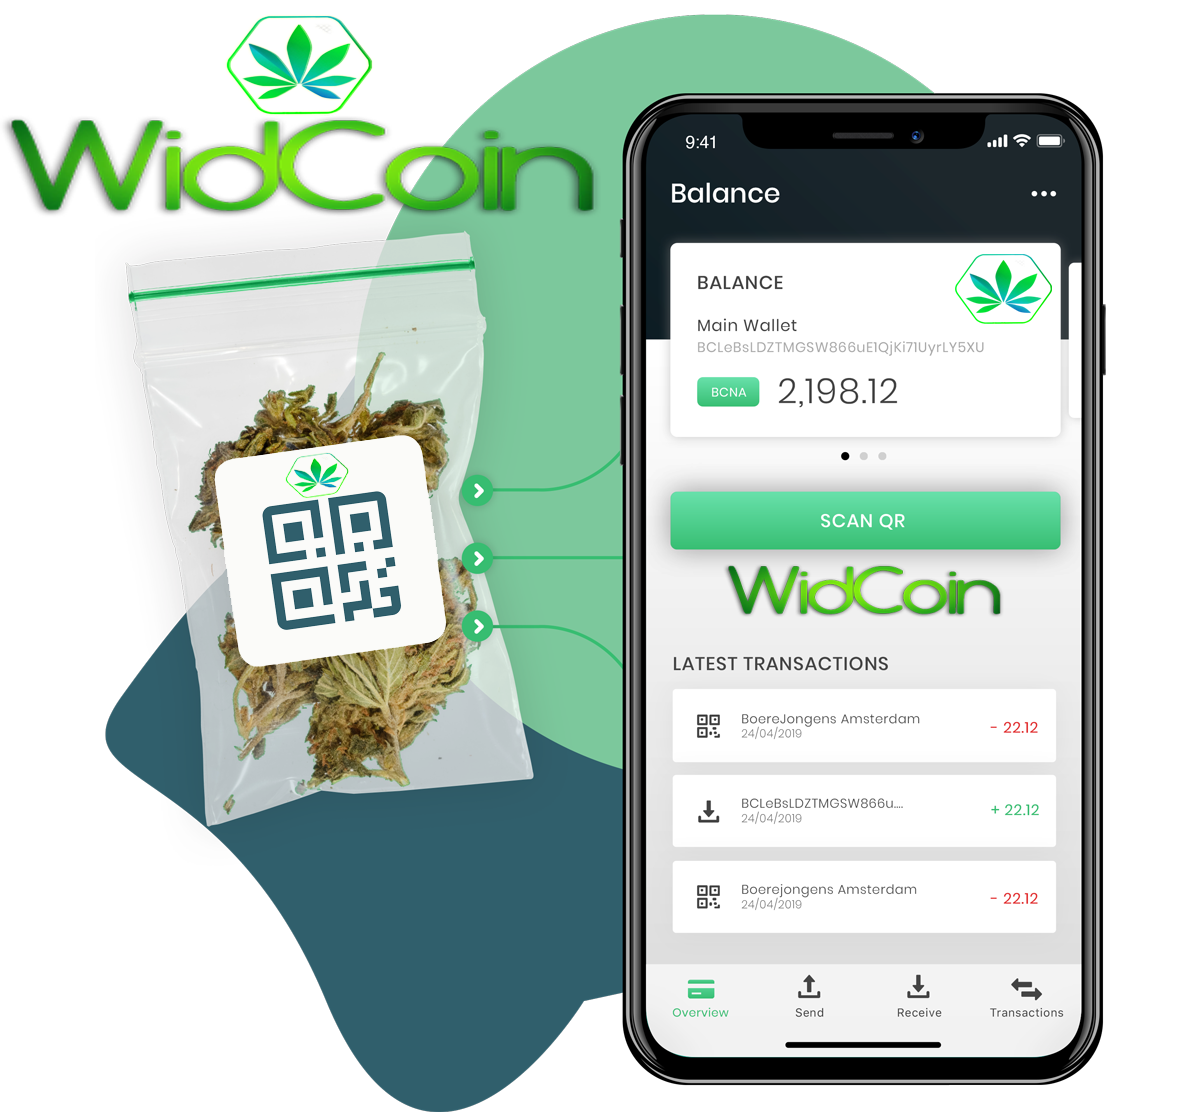 WidCoin
9:41
Balance
BALANCE
Main Wallet
BCLeBsLDZTMGSW866uE1QjKi71UyrLY5XU
BCNA 2,198.12
SCAN QR
WidCoin
LATEST TRANSACTIONS
BoereJongens Amsterdam
24/04/2019
- 22.12
BCLeBsLDZTMGSW866u....
24/04/2019
+ 22.12
Boerejongens Amsterdam
24/04/2019
- 22.12
Overview Send Receive Transactions